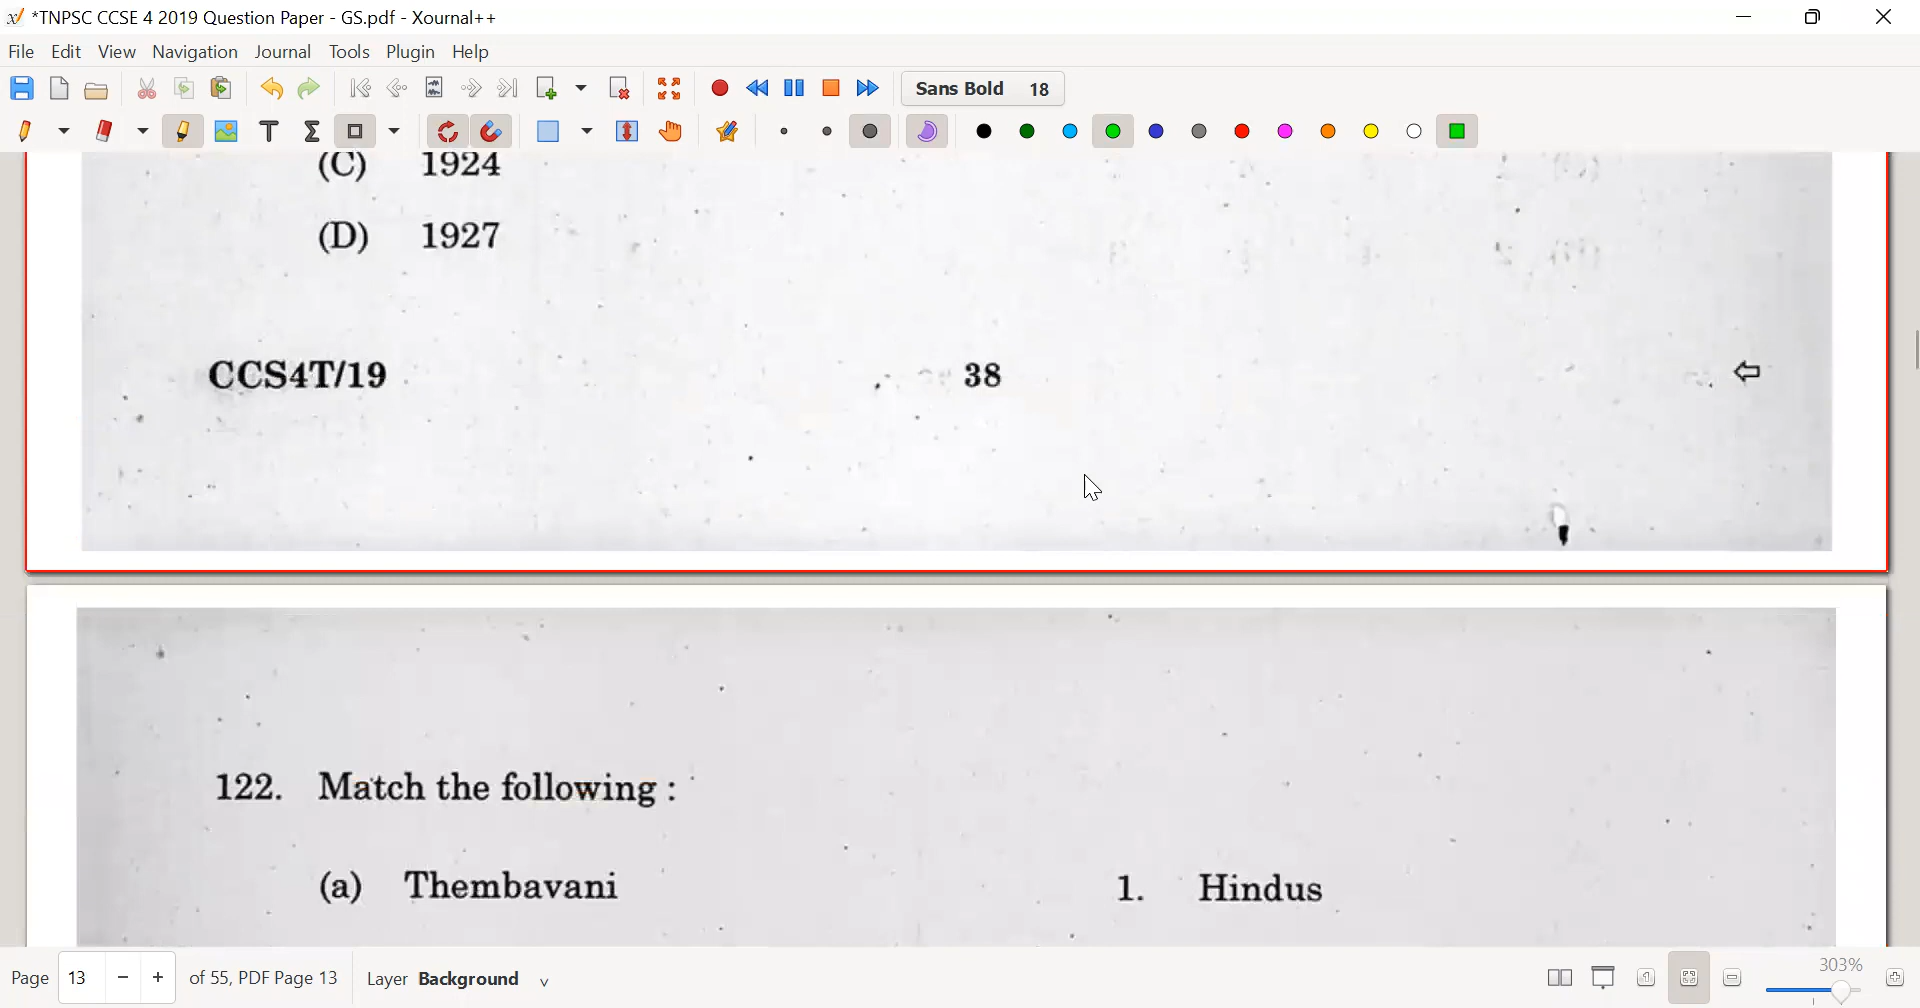 *TNPSC CCSE 4 2019 Question Paper - GS.pdf - Xournal++
File Edit View Navigation Journal Tools Plugin Help
Sans Bold 18
(C) 1924
(D) 1927
CCS4T/19 38
122. Match the following :
(a) Thembavani 1. Hindus
Page 13 of 55, PDF Page 13 Layer Background 303%